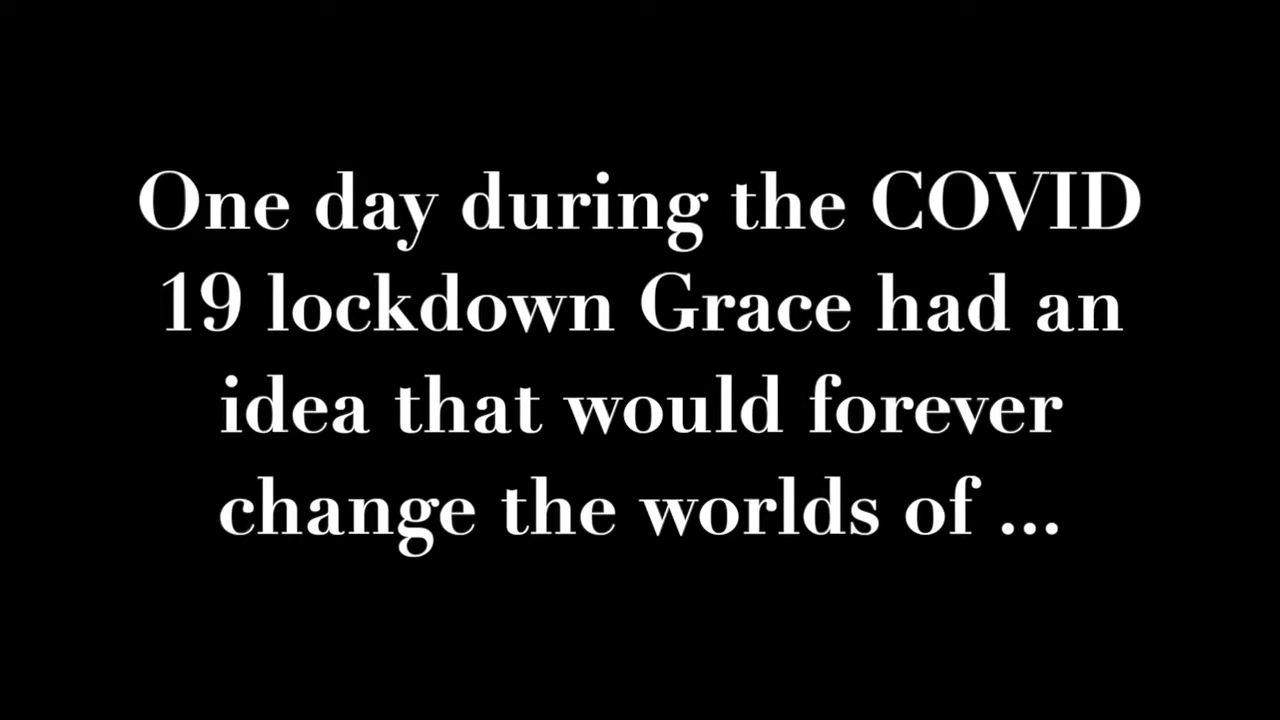 One day during the COVID
19 lockdown Grace had an
idea that would forever
change the worlds of ...